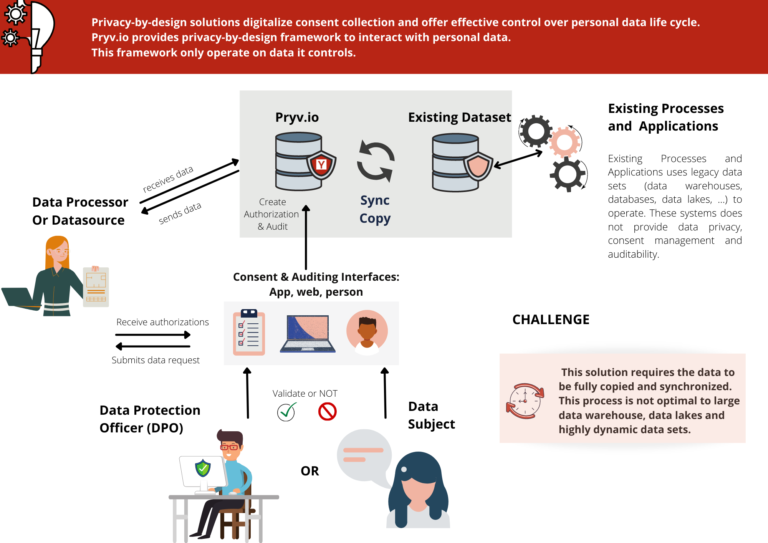 Privacy-by-design solutions digitalize consent collection and offer effective control over personal data life cycle.
Pryv.io provides privacy-by-design framework to interact with personal data.
This framework only operate on data it controls.
Pryv.io
Existing Dataset
Existing Processes
and Applications
receives data
sends data
Data Processor
Or Datasource
Create
Authorization
& Audit
Sync
Copy
Existing Processes and
Applications uses legacy data
sets (data warehouses,
databases, data lakes, ...) to
operate. These systems does
not provide data privacy,
consent management and
auditability.
Consent & Auditing Interfaces:
App, web, person
Receive authorizations
Submits data request
CHALLENGE
This solution requires the data to
be fully copied and synchronized.
This process is not optimal to large
data warehouse, data lakes and
highly dynamic data sets.
Validate or NOT
Data Protection
Officer (DPO)
Data
Subject
OR
Y